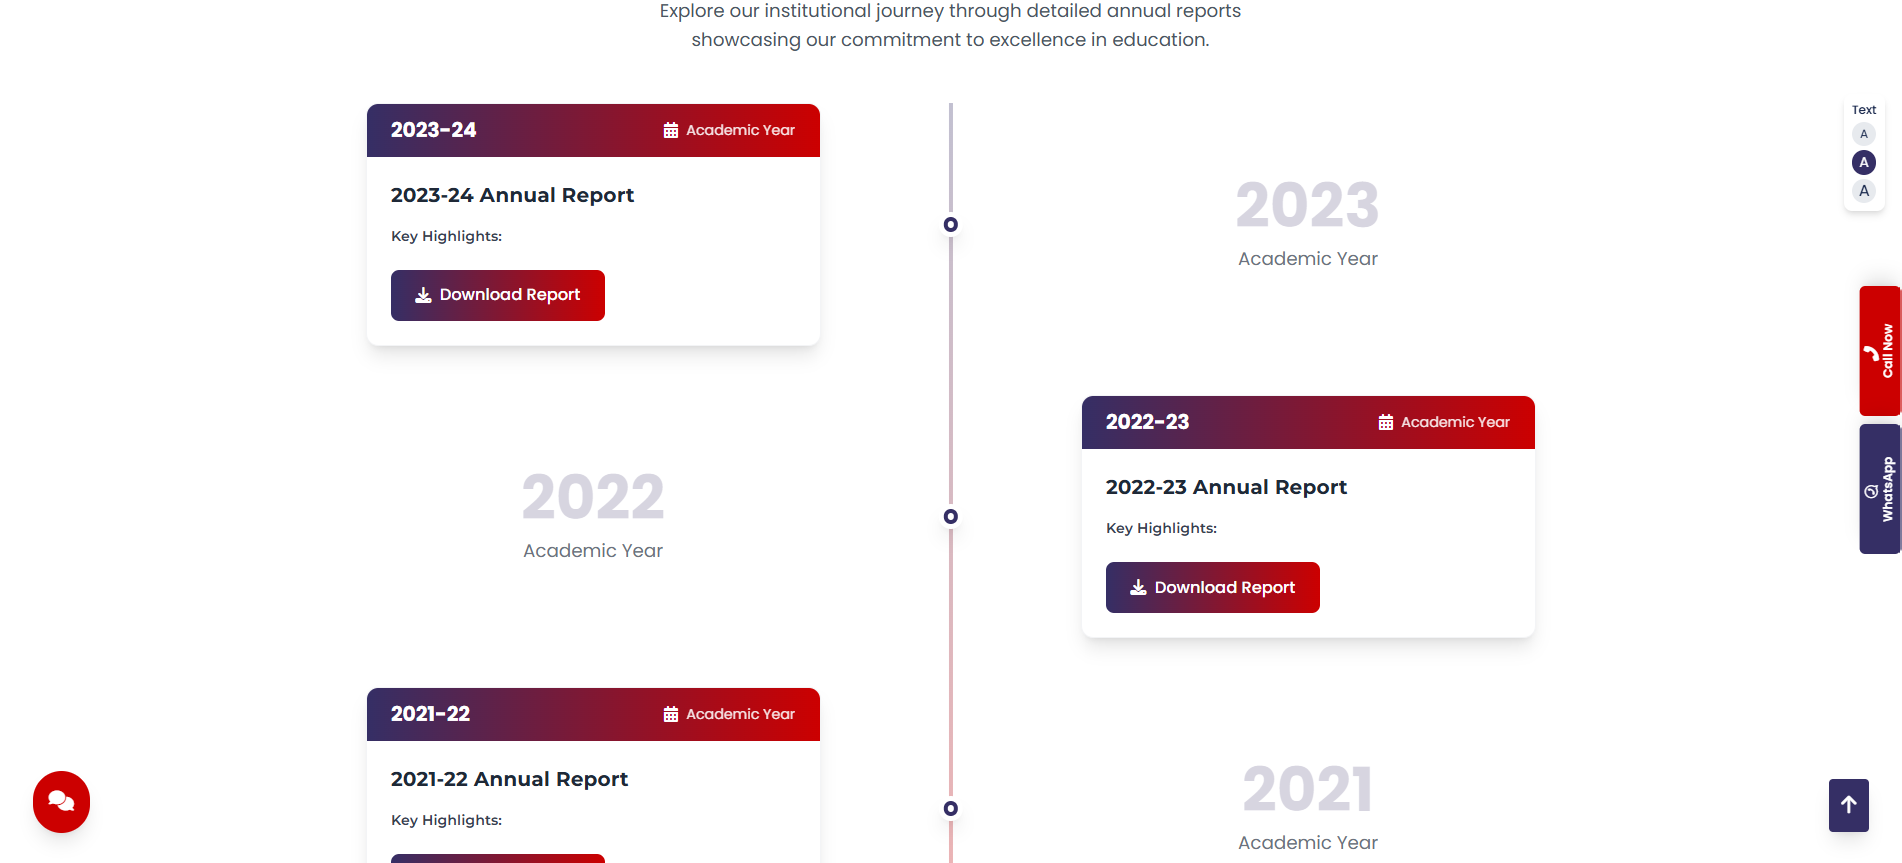 Explore our institutional journey through detailed annual reports
showcasing our commitment to excellence in education.
2023-24
Academic Year
2023-24 Annual Report
Key Highlights:
Download Report
2023
Academic Year
2022
Academic Year
2022-23
Academic Year
2022-23 Annual Report
Key Highlights:
Download Report
2021-22
Academic Year
2021-22 Annual Report
Key Highlights:
2021
Academic Year
Text
A
A
A
Call Now
WhatsApp